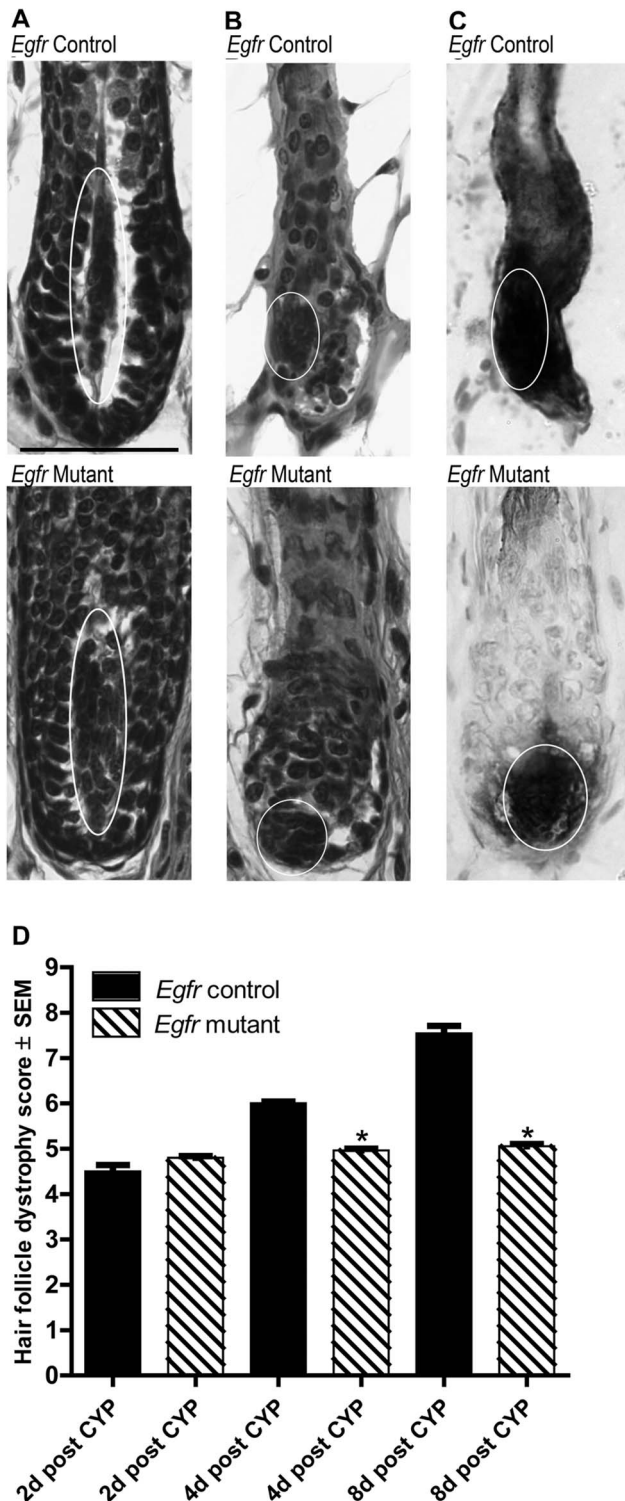 A
B
C
Egfr Control
Egfr Control
Egfr Control
Egfr Mutant
Egfr Mutant
Egfr Mutant
D
Hair follicle dystrophy score ± SEM
9
8
7
6
5
4
3
2
1
0
Egfr control
Egfr mutant
*
*
2d post CYP
2d post CYP
4d post CYP
4d post CYP
8d post CYP
8d post CYP